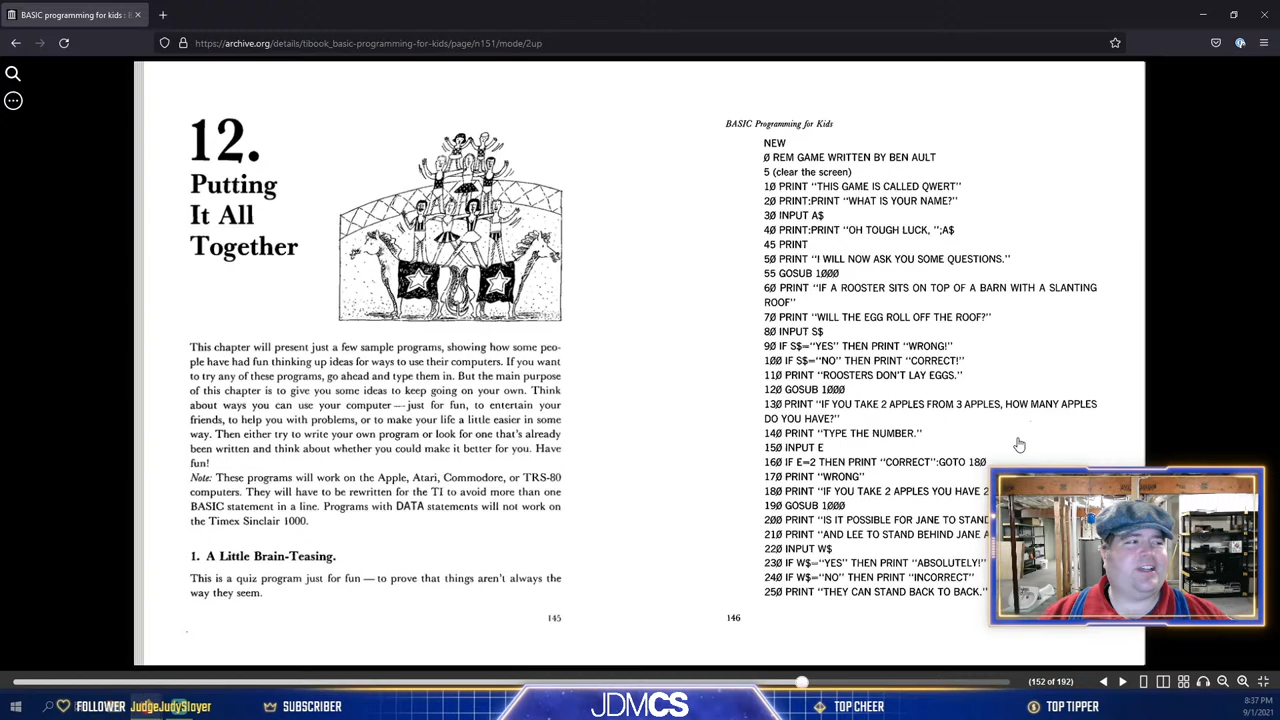 BASIC programming for kids : 
https://archive.org/details/tibook_basic-programming-for-kids/page/n151/mode/2up
12.
Putting
It All
Together
This chapter will present just a few sample programs, showing how some peo-
ple have had fun thinking up ideas for ways to use their computers. If you want
to try any of these programs, go ahead and type them in. But the main purpose
of this chapter is to give you some ideas to keep going on your own. Think
about ways you can use your computer—just for fun, to entertain your
friends, to help you with problems, or to make your life a little easier in some
way. Then either try to write your own program or look for one that's already
been written and think about whether you could make it better for you. Have
fun!
Note: These programs will work on the Apple, Atari, Commodore, or TRS-80
computers. They will have to be rewritten for the TI to avoid more than one
BASIC statement in a line. Programs with DATA statements will not work on
the Timex Sinclair 1000.
1. A Little Brain-Teasing.
This is a quiz program just for fun — to prove that things aren't always the
way they seem.
145
BASIC Programming for Kids
NEW
Ø REM GAME WRITTEN BY BEN AULT
5 (clear the screen)
1Ø PRINT "THIS GAME IS CALLED QWERT"
2Ø PRINT:PRINT "WHAT IS YOUR NAME?"
3Ø INPUT A$
4Ø PRINT:PRINT "OH TOUGH LUCK, ";A$
45 PRINT
5Ø PRINT "I WILL NOW ASK YOU SOME QUESTIONS."
55 GOSUB 1ØØØ
6Ø PRINT "IF A ROOSTER SITS ON TOP OF A BARN WITH A SLANTING
ROOF"
7Ø PRINT "WILL THE EGG ROLL OFF THE ROOF?"
8Ø INPUT S$
9Ø IF S$="YES" THEN PRINT "WRONG!"
1ØØ IF S$="NO" THEN PRINT "CORRECT!"
11Ø PRINT "ROOSTERS DON'T LAY EGGS."
12Ø GOSUB 1ØØØ
13Ø PRINT "IF YOU TAKE 2 APPLES FROM 3 APPLES, HOW MANY APPLES
DO YOU HAVE?"
14Ø PRINT "TYPE THE NUMBER."
15Ø INPUT E
16Ø IF E=2 THEN PRINT "CORRECT":GOTO 18Ø
17Ø PRINT "WRONG"
18Ø PRINT "IF YOU TAKE 2 APPLES YOU HAVE 2
19Ø GOSUB 1ØØØ
2ØØ PRINT "IS IT POSSIBLE FOR JANE TO STAND
21Ø PRINT "AND LEE TO STAND BEHIND JANE A
22Ø INPUT W$
23Ø IF W$="YES" THEN PRINT "ABSOLUTELY!"
24Ø IF W$="NO" THEN PRINT "INCORRECT"
25Ø PRINT "THEY CAN STAND BACK TO BACK."
146
(152 of 192)
FOLLOWER JudgeJudySlayer
SUBSCRIBER
JDMCS
TOP CHEER
TOP TIPPER
8:37 PM
9/1/2021